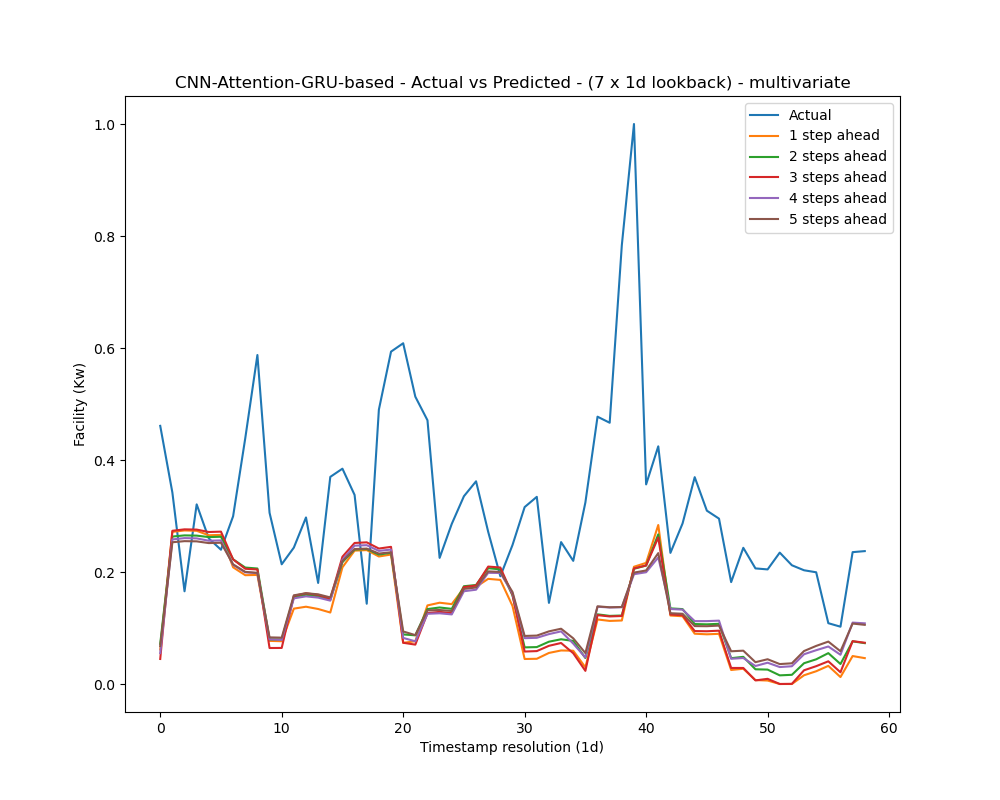 CNN-Attention-GRU-based - Actual vs Predicted - (7 x 1d lookback) - multivariate
Actual
1 step ahead
2 steps ahead
3 steps ahead
4 steps ahead
5 steps ahead
1.0
0.8
0.6
0.4
0.2
0.0
Facility (Kw)
0 10 20 30 40 50 60
Timestamp resolution (1d)